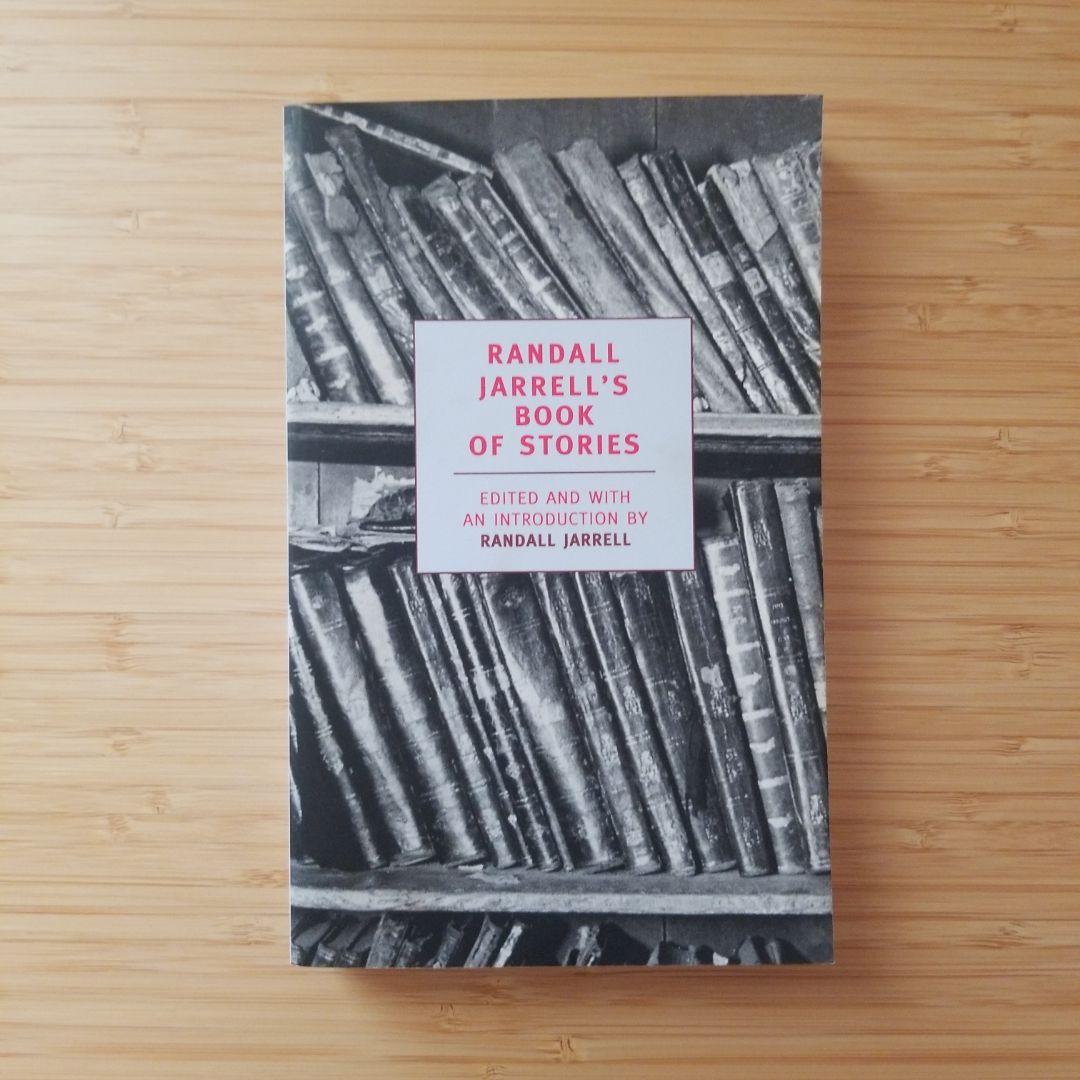 RANDALL
JARRELL'S
BOOK
OF STORIES
EDITED AND WITH
AN INTRODUCTION BY
RANDALL JARRELL